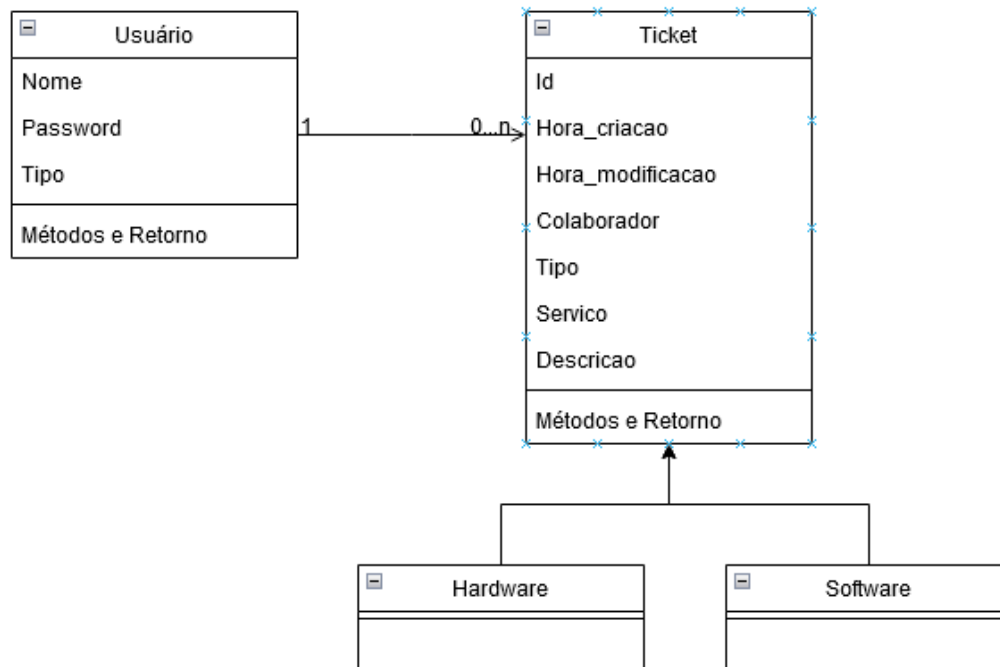 Usuário
Nome
Password
Tipo
Métodos e Retorno
1
0...n
Ticket
Id
Hora_criacao
Hora_modificacao
Colaborador
Tipo
Servico
Descricao
Métodos e Retorno
Hardware
Software